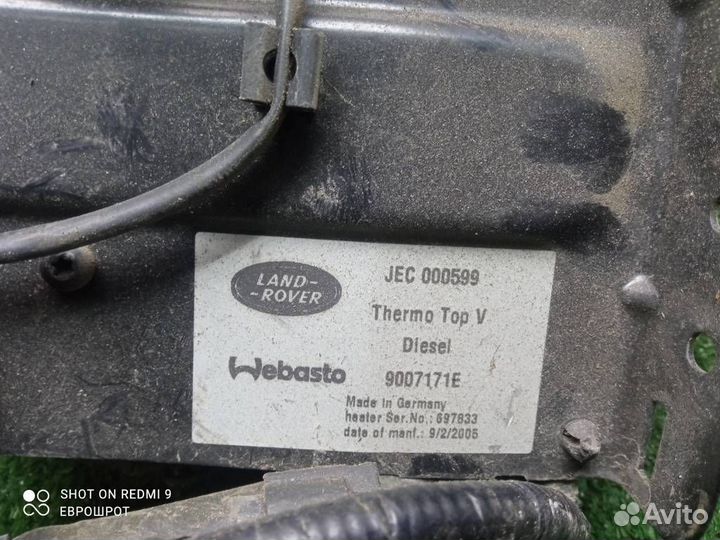 LAND-
-ROVER
JEC 000599
Thermo Top V
Diesel
Webasto
9007171E
Made in Germany
heater Ser.No.: 697833
date of manf.: 9/2/2005
SHOT ON REDMI 9
ЕВРОШРОТ
Avito